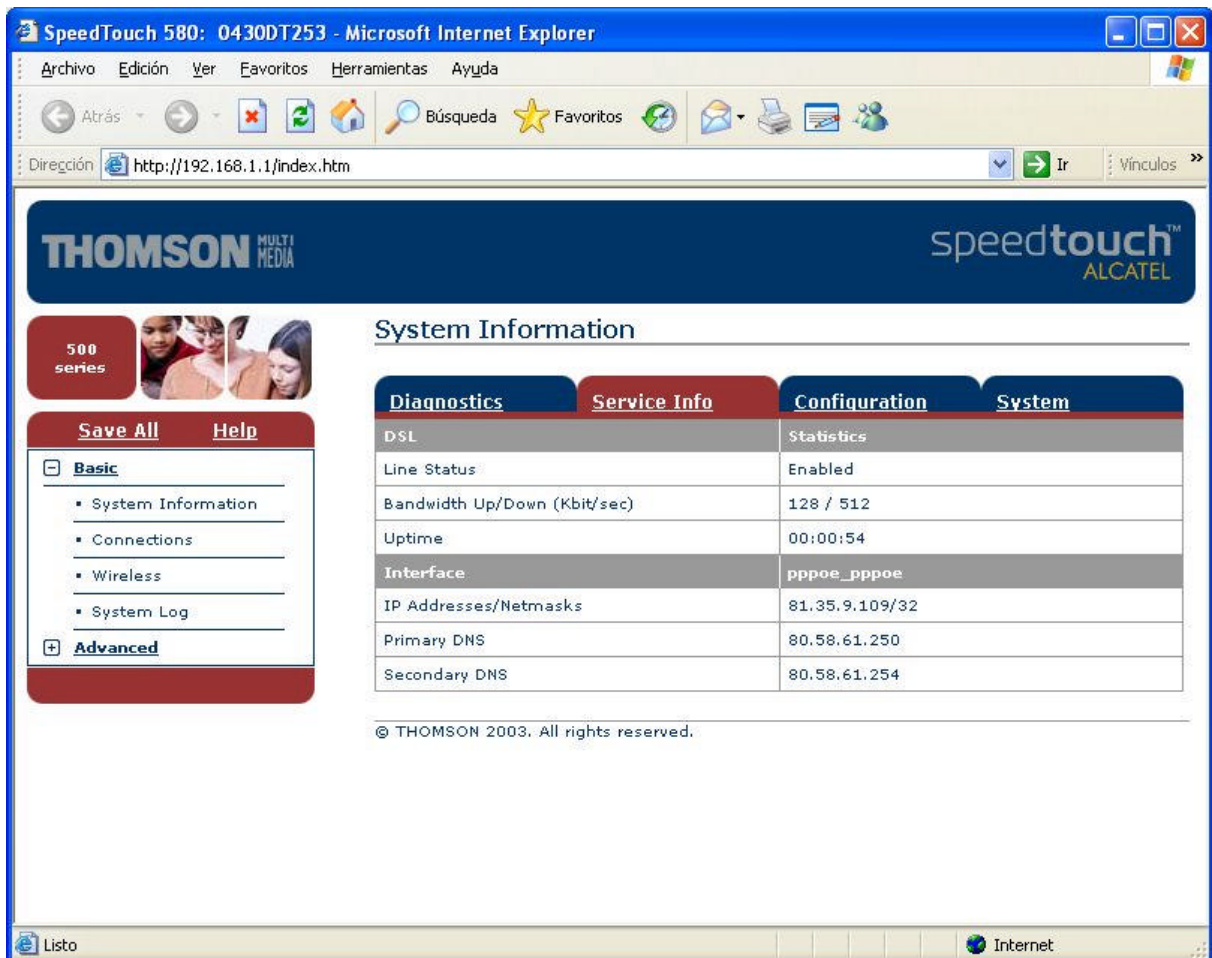 SpeedTouch 580: 0430DT253 - Microsoft Internet Explorer
Archivo Edición Ver Favoritos Herramientas Ayuda
Atrás Búsqueda Favoritos
Dirección http://192.168.1.1/index.htm Ir Vínculos »
THOMSON MULTI MEDIA speedtouch™
ALCATEL
500 series
System Information
Diagnostics Service Info Configuration System
Save All Help
Basic
System Information
Connections
Wireless
System Log
Advanced
DSL Statistics
Line Status Enabled
Bandwidth Up/Down (Kbit/sec) 128 / 512
Uptime 00:00:54
Interface pppoe_pppoe
IP Addresses/Netmasks 81.35.9.109/32
Primary DNS 80.58.61.250
Secondary DNS 80.58.61.254
© THOMSON 2003. All rights reserved.
Listo Internet